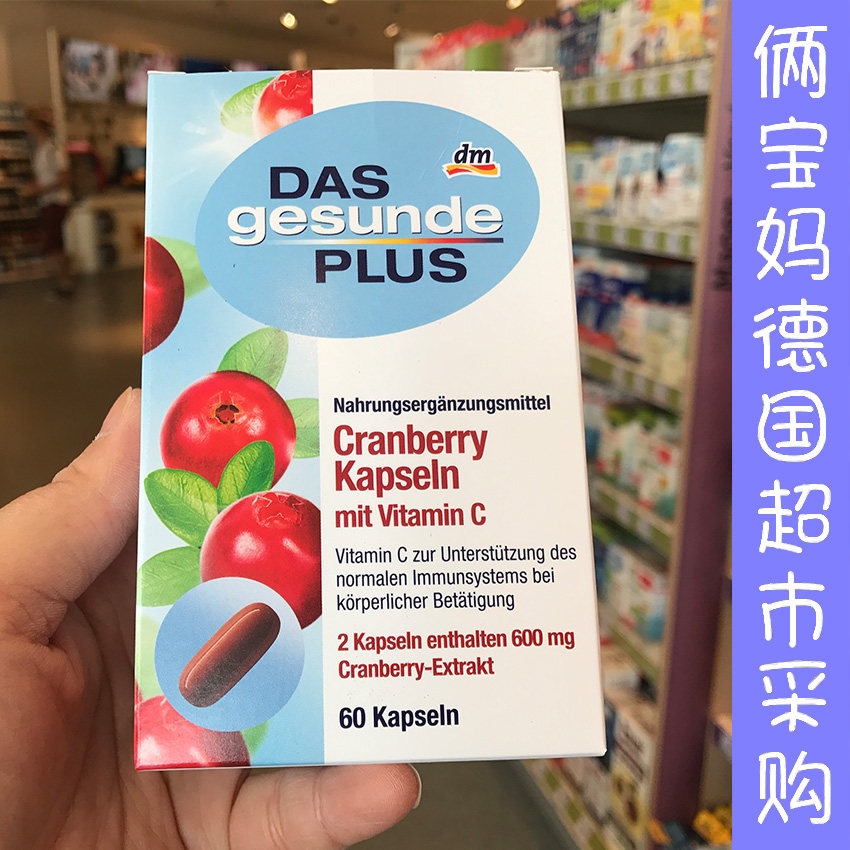 dm
DAS
gesunde
PLUS
Nahrungsergänzungsmittel
Cranberry
Kapseln
mit Vitamin C
Vitamin C zur Unterstützung des
normalen Immunsystems bei
körperlicher Betätigung
2 Kapseln enthalten 600 mg
Cranberry-Extrakt
60 Kapseln
俩宝妈德国超市采购